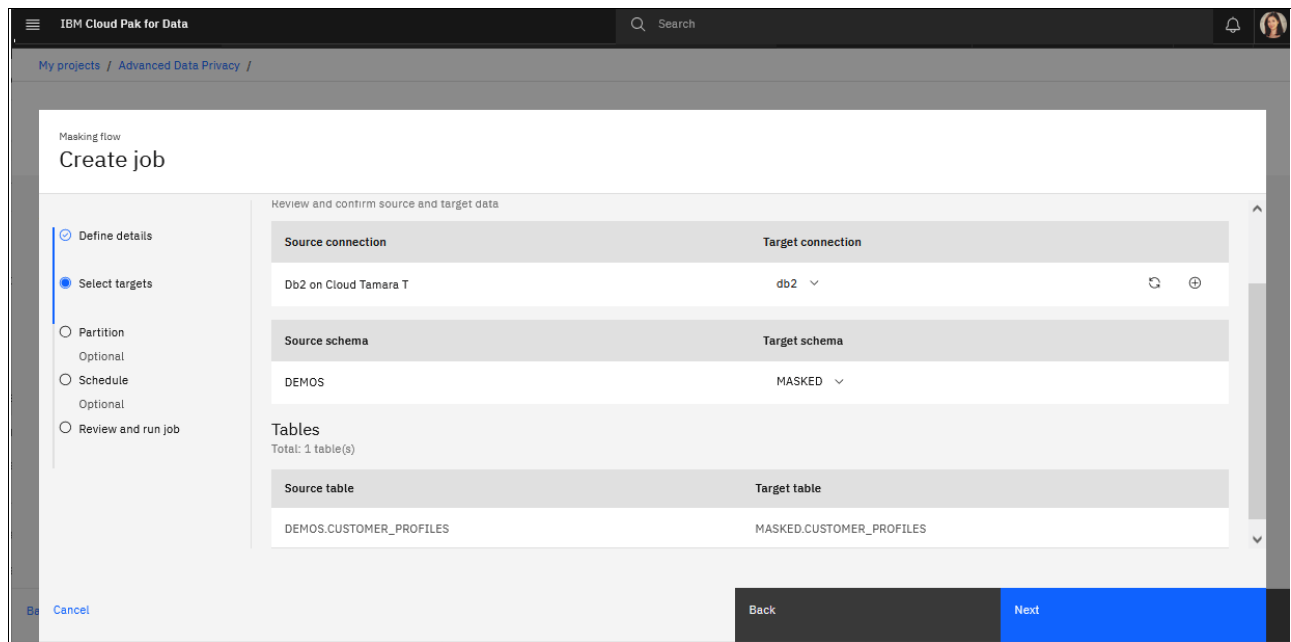 IBM Cloud Pak for Data
Search
My projects / Advanced Data Privacy /
Masking flow
Create job
Define details
Select targets
Partition
Optional
Schedule
Optional
Review and run job
Review and confirm source and target data
Source connection Target connection
Db2 on Cloud Tamara T db2
Source schema Target schema
DEMOS MASKED
Tables
Total: 1 table(s)
Source table Target table
DEMOS.CUSTOMER_PROFILES MASKED.CUSTOMER_PROFILES
Ba Cancel Back Next